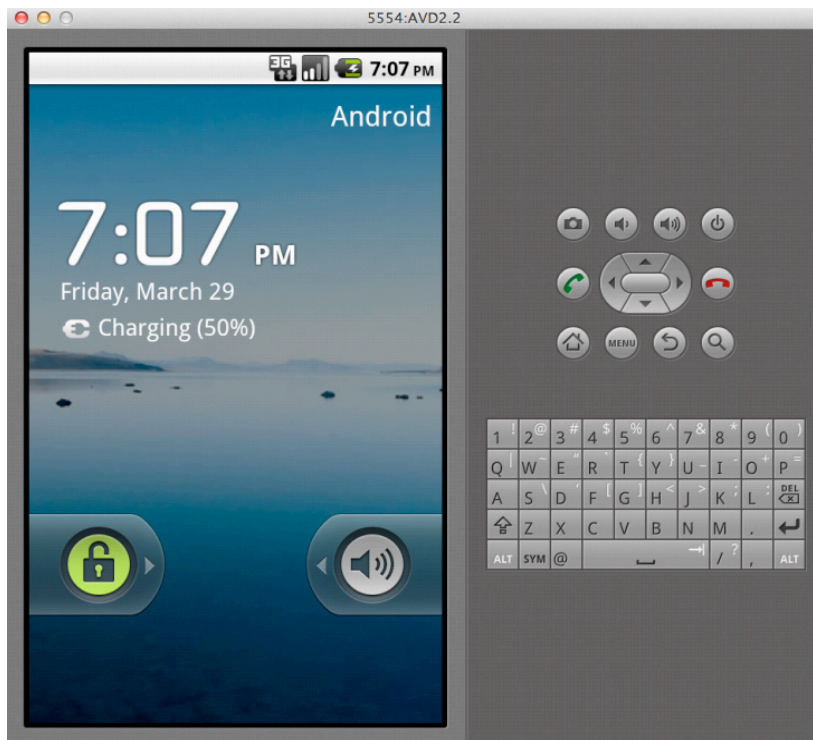 5554:AVD2.2
3G 7:07 PM
Android
7:07 PM
Friday, March 29
Charging (50%)
MENU
1 ! 2 @ 3 # 4 $ 5 % 6 ^ 7 & 8 * 9 ( 0 )
Q | W ~ E " R ` T { Y } U _ I - O + P =
A S \ D ' F [ G ] H < J > K ; L : DEL
Z X C V B N M .
ALT SYM @ / ? , ALT